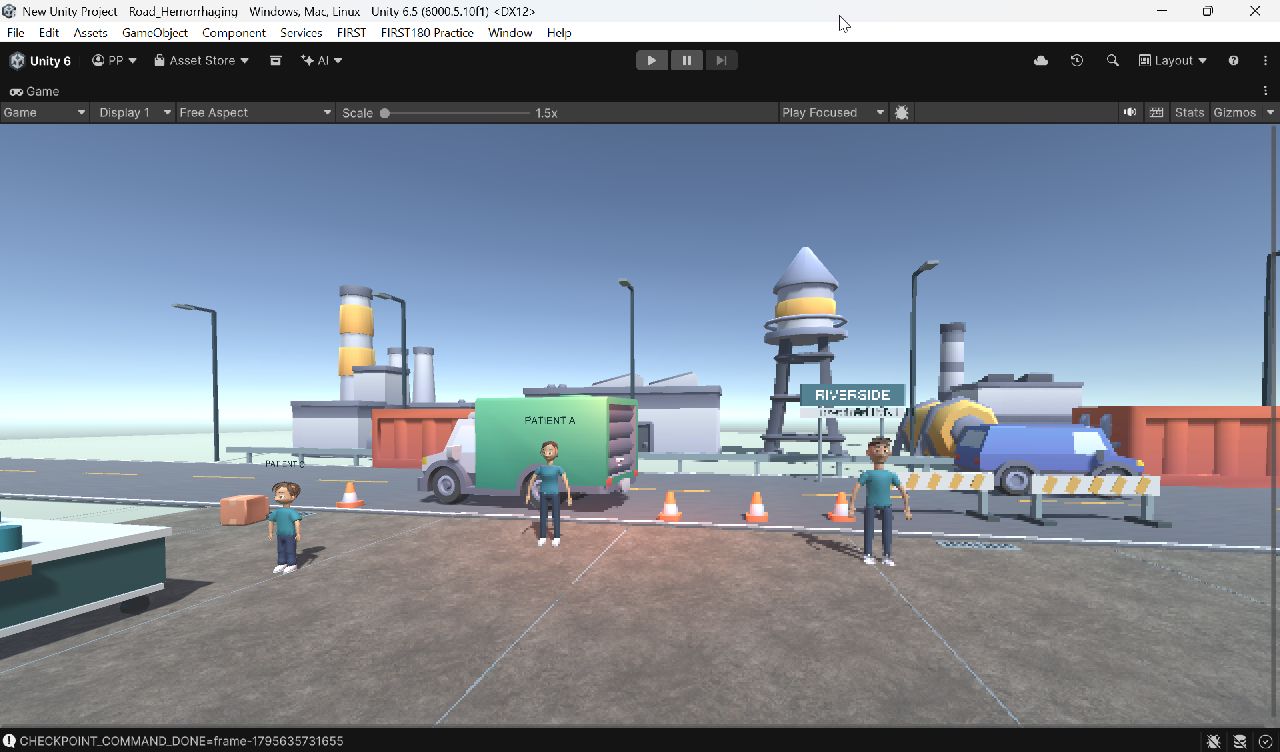 New Unity Project - Road_Hemorrhaging - Windows, Mac, Linux - Unity 6.5 (6000.5.10f1) <DX12>
File Edit Assets GameObject Component Services FIRST FIRST180 Practice Window Help
Unity 6 PP Asset Store AI Layout
Game
Game Display 1 Free Aspect Scale 1.5x Play Focused Stats Gizmos
RIVERSIDE
PATIENT A
PATIENT
CHECKPOINT_COMMAND_DONE=frame-1795635731655